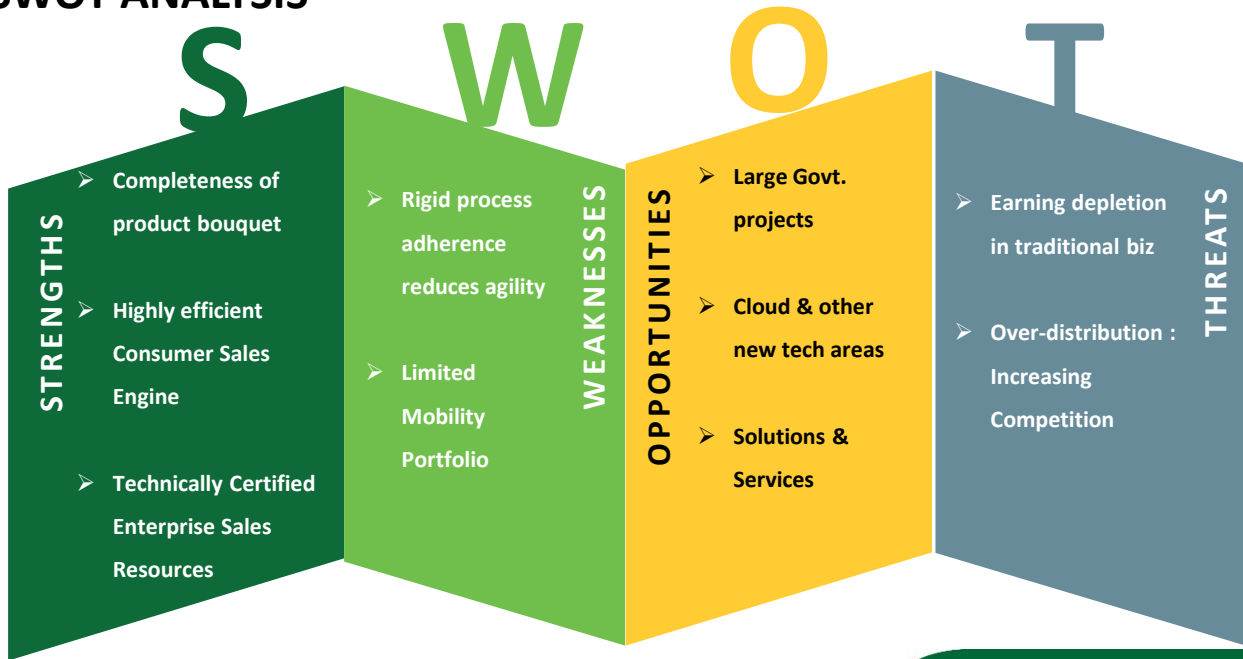 SWOT ANALYSIS
S
STRENGTHS
➢ Completeness of
product bouquet
➢ Highly efficient
Consumer Sales
Engine
➢ Technically Certified
Enterprise Sales
Resources
W
➢ Rigid process
adherence
reduces agility
➢ Limited
Mobility
Portfolio
WEAKNESSES
O
OPPORTUNITIES
➢ Large Govt.
projects
➢ Cloud & other
new tech areas
➢ Solutions &
Services
T
➢ Earning depletion
in traditional biz
➢ Over-distribution :
Increasing
Competition
THREATS